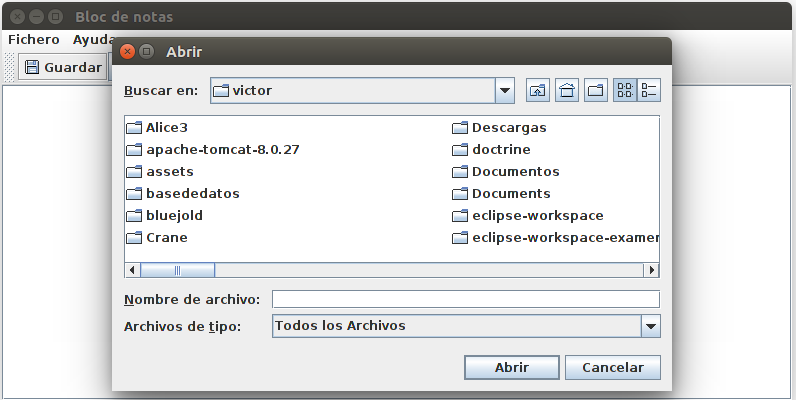 Bloc de notas
Fichero Ayuda
Guardar
Abrir
Buscar en: victor
Alice3
apache-tomcat-8.0.27
assets
basededatos
bluejold
Crane
Descargas
doctrine
Documentos
Documents
eclipse-workspace
eclipse-workspace-examen
Nombre de archivo:
Archivos de tipo: Todos los Archivos
Abrir Cancelar